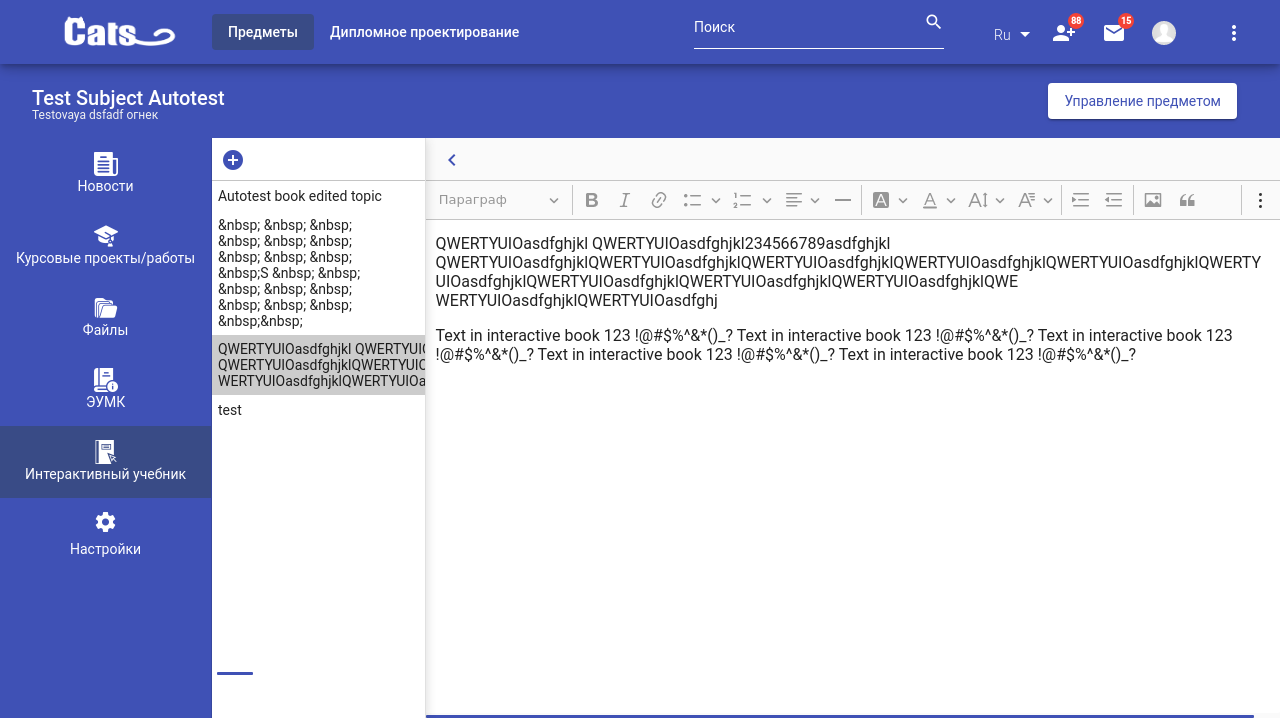 Cats
Предметы
Дипломное проектирование
Поиск
Ru
88
15
Test Subject Autotest
Testovaya dsfadf огнек
Управление предметом
Новости
Курсовые проекты/работы
Файлы
ЭУМК
Интерактивный учебник
Настройки
Autotest book edited topic
&nbsp; &nbsp; &nbsp;
&nbsp; &nbsp; &nbsp;
&nbsp; &nbsp; &nbsp;
&nbsp;S &nbsp; &nbsp;
&nbsp; &nbsp; &nbsp;
&nbsp; &nbsp; &nbsp;
&nbsp;&nbsp;
QWERTYUIOasdfghjkl QWERTYUIO
QWERTYUIOasdfghjklQWERTYUIO
WERTYUIOasdfghjklQWERTYUIOa
test
Параграф
QWERTYUIOasdfghjkl QWERTYUIOasdfghjkl234566789asdfghjkl
QWERTYUIOasdfghjklQWERTYUIOasdfghjklQWERTYUIOasdfghjklQWERTYUIOasdfghjklQWERTYUIOasdfghjklQWERTY
UIOasdfghjklQWERTYUIOasdfghjklQWERTYUIOasdfghjklQWERTYUIOasdfghjklQWE
WERTYUIOasdfghjklQWERTYUIOasdfghj
Text in interactive book 123 !@#$%^&*()_? Text in interactive book 123 !@#$%^&*()_? Text in interactive book 123
!@#$%^&*()_? Text in interactive book 123 !@#$%^&*()_? Text in interactive book 123 !@#$%^&*()_?